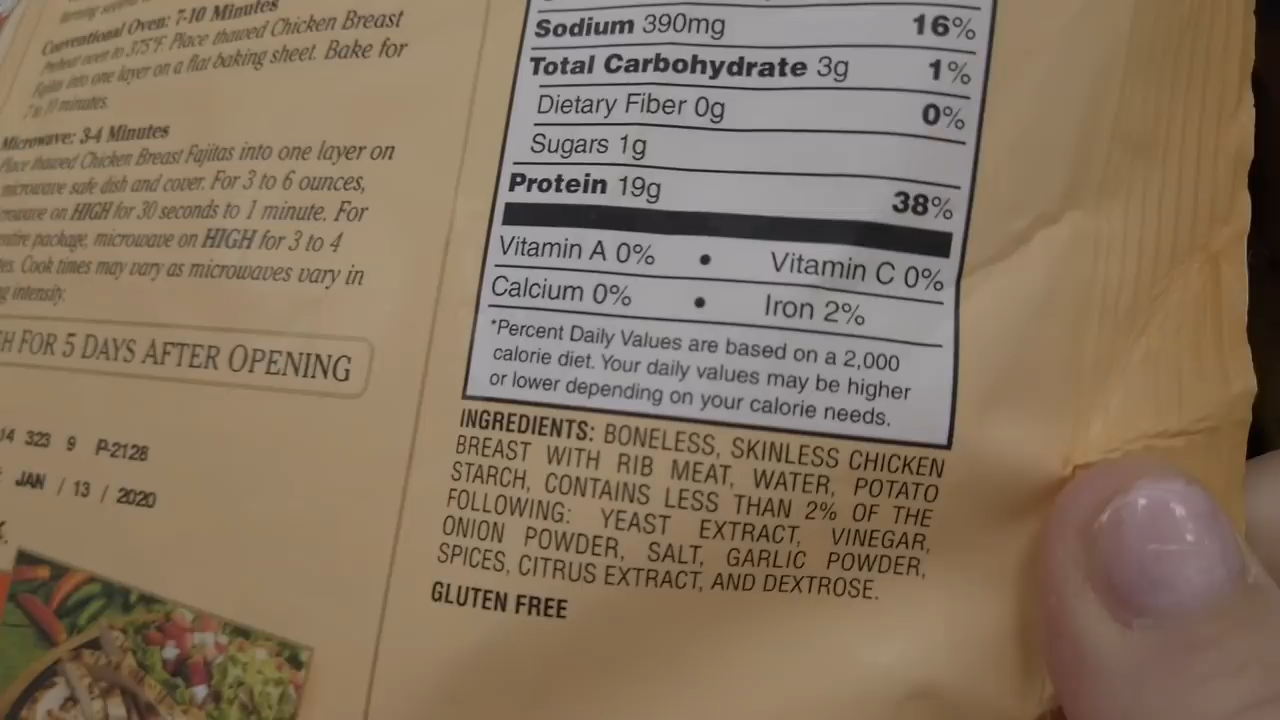 Conventional Oven: 7-10 Minutes
Preheat oven to 375°F. Place thawed Chicken Breast
Fajitas into one layer on a flat baking sheet. Bake for
7 to 10 minutes.
Microwave: 3-4 Minutes
Place thawed Chicken Breast Fajitas into one layer on
microwave safe dish and cover. For 3 to 6 ounces,
on HIGH for 30 seconds to 1 minute. For
package, microwave on HIGH for 3 to 4
Cook times may vary as microwaves vary in
intensity.
FOR 5 DAYS AFTER OPENING
14 323 9 P-2128
JAN / 13 / 2020
Sodium 390mg 16%
Total Carbohydrate 3g 1%
Dietary Fiber 0g 0%
Sugars 1g
Protein 19g 38%
Vitamin A 0% • Vitamin C 0%
Calcium 0% • Iron 2%
*Percent Daily Values are based on a 2,000
calorie diet. Your daily values may be higher
or lower depending on your calorie needs.
INGREDIENTS: BONELESS, SKINLESS CHICKEN
BREAST WITH RIB MEAT, WATER, POTATO
STARCH, CONTAINS LESS THAN 2% OF THE
FOLLOWING: YEAST EXTRACT, VINEGAR,
ONION POWDER, SALT, GARLIC POWDER,
SPICES, CITRUS EXTRACT, AND DEXTROSE.
GLUTEN FREE